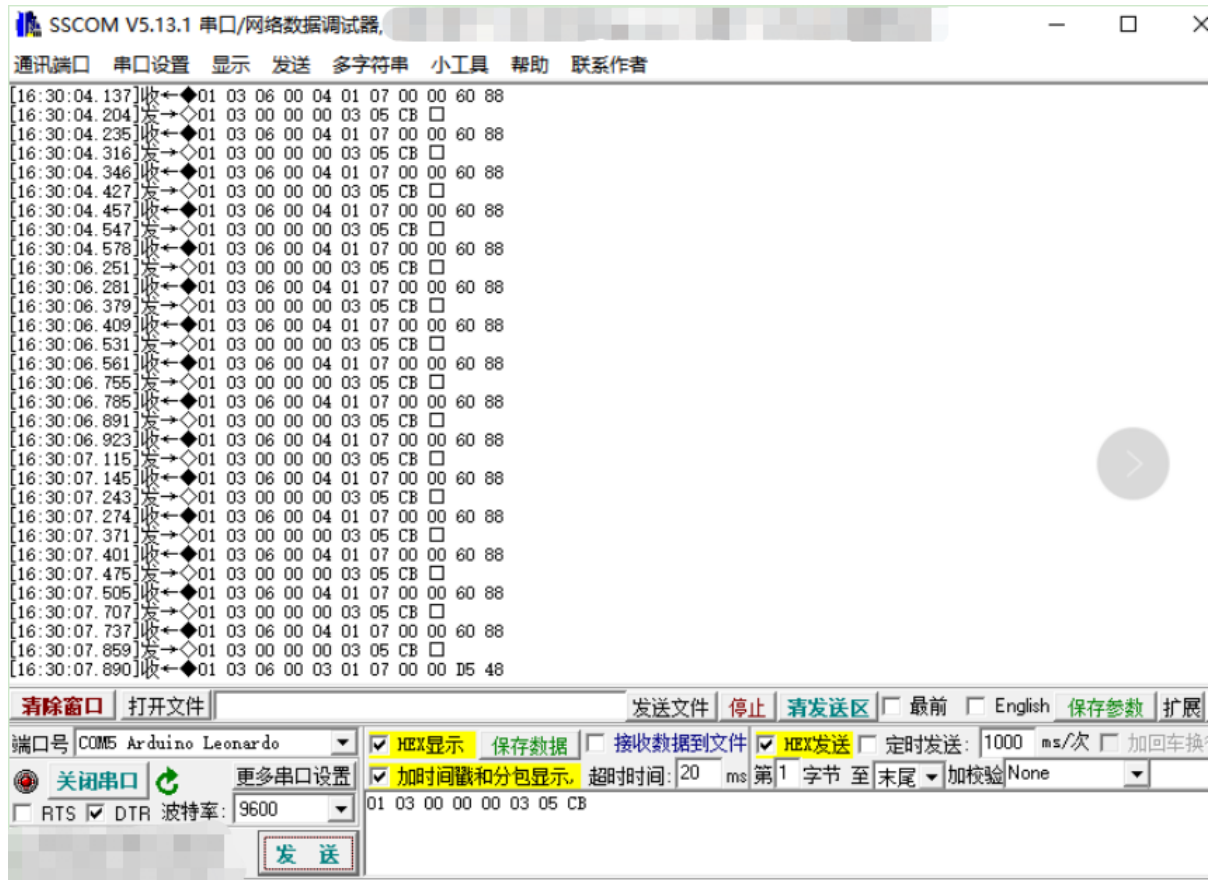 SSCOM V5.13.1 串口/网络数据调试器,
通讯端口 串口设置 显示 发送 多字符串 小工具 帮助 联系作者
[16:30:04.137]收←◆01 03 06 00 04 01 07 00 00 60 88
[16:30:04.204]发→◇01 03 00 00 00 03 05 CB □
[16:30:04.235]收←◆01 03 06 00 04 01 07 00 00 60 88
[16:30:04.316]发→◇01 03 00 00 00 03 05 CB □
[16:30:04.346]收←◆01 03 06 00 04 01 07 00 00 60 88
[16:30:04.427]发→◇01 03 00 00 00 03 05 CB □
[16:30:04.457]收←◆01 03 06 00 04 01 07 00 00 60 88
[16:30:04.547]发→◇01 03 00 00 00 03 05 CB □
[16:30:04.578]收←◆01 03 06 00 04 01 07 00 00 60 88
[16:30:06.251]发→◇01 03 00 00 00 03 05 CB □
[16:30:06.281]收←◆01 03 06 00 04 01 07 00 00 60 88
[16:30:06.379]发→◇01 03 00 00 00 03 05 CB □
[16:30:06.409]收←◆01 03 06 00 04 01 07 00 00 60 88
[16:30:06.531]发→◇01 03 00 00 00 03 05 CB □
[16:30:06.561]收←◆01 03 06 00 04 01 07 00 00 60 88
[16:30:06.755]发→◇01 03 00 00 00 03 05 CB □
[16:30:06.785]收←◆01 03 06 00 04 01 07 00 00 60 88
[16:30:06.891]发→◇01 03 00 00 00 03 05 CB □
[16:30:06.923]收←◆01 03 06 00 04 01 07 00 00 60 88
[16:30:07.115]发→◇01 03 00 00 00 03 05 CB □
[16:30:07.145]收←◆01 03 06 00 04 01 07 00 00 60 88
[16:30:07.243]发→◇01 03 00 00 00 03 05 CB □
[16:30:07.274]收←◆01 03 06 00 04 01 07 00 00 60 88
[16:30:07.371]发→◇01 03 00 00 00 03 05 CB □
[16:30:07.401]收←◆01 03 06 00 04 01 07 00 00 60 88
[16:30:07.475]发→◇01 03 00 00 00 03 05 CB □
[16:30:07.505]收←◆01 03 06 00 04 01 07 00 00 60 88
[16:30:07.707]发→◇01 03 00 00 00 03 05 CB □
[16:30:07.737]收←◆01 03 06 00 04 01 07 00 00 60 88
[16:30:07.859]发→◇01 03 00 00 00 03 05 CB □
[16:30:07.890]收←◆01 03 06 00 03 01 07 00 00 D5 48
清除窗口 打开文件 发送文件 停止 清发送区 最前 English 保存参数 扩展
端口号 COM5 Arduino Leonardo HEX显示 保存数据 接收数据到文件 HEX发送 定时发送: 1000 ms/次 加回车换行
关闭串口 更多串口设置 加时间戳和分包显示, 超时时间: 20 ms 第1 字节 至 末尾 加校验 None
RTS DTR 波特率: 9600 01 03 00 00 00 03 05 CB
发 送